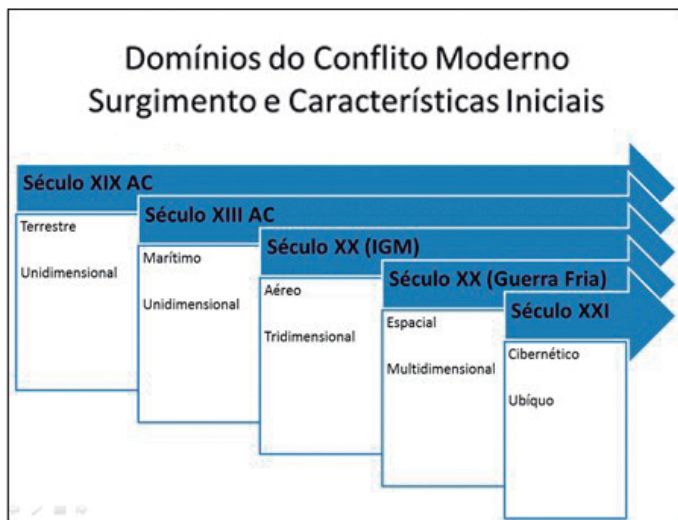 Domínios do Conflito Moderno
Surgimento e Características Iniciais
Século XIX AC
Terrestre
Unidimensional
Século XIII AC
Marítimo
Unidimensional
Século XX (IGM)
Aéreo
Tridimensional
Século XX (Guerra Fria)
Espacial
Multidimensional
Século XXI
Cibernético
Ubíquo